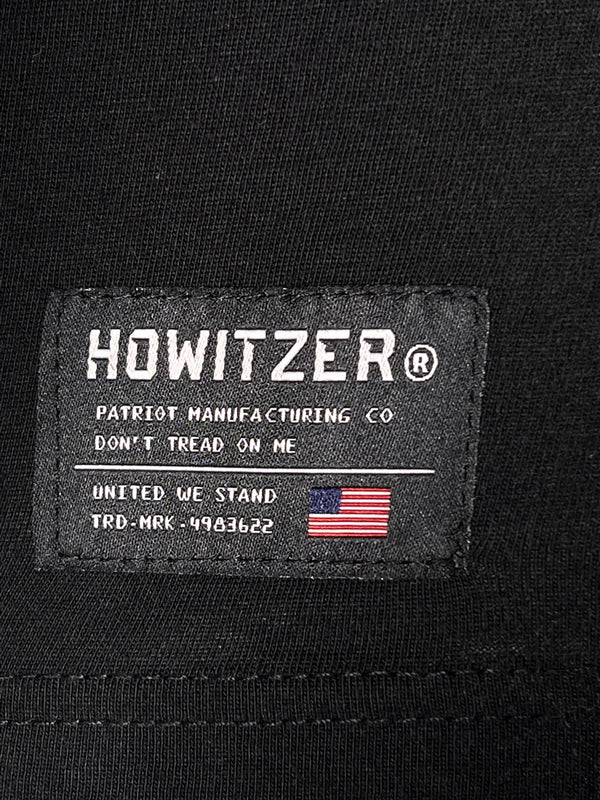 HOWITZER®
PATRIOT MANUFACTURING CO
DON'T TREAD ON ME
UNITED WE STAND
TRD-MRK-4983622